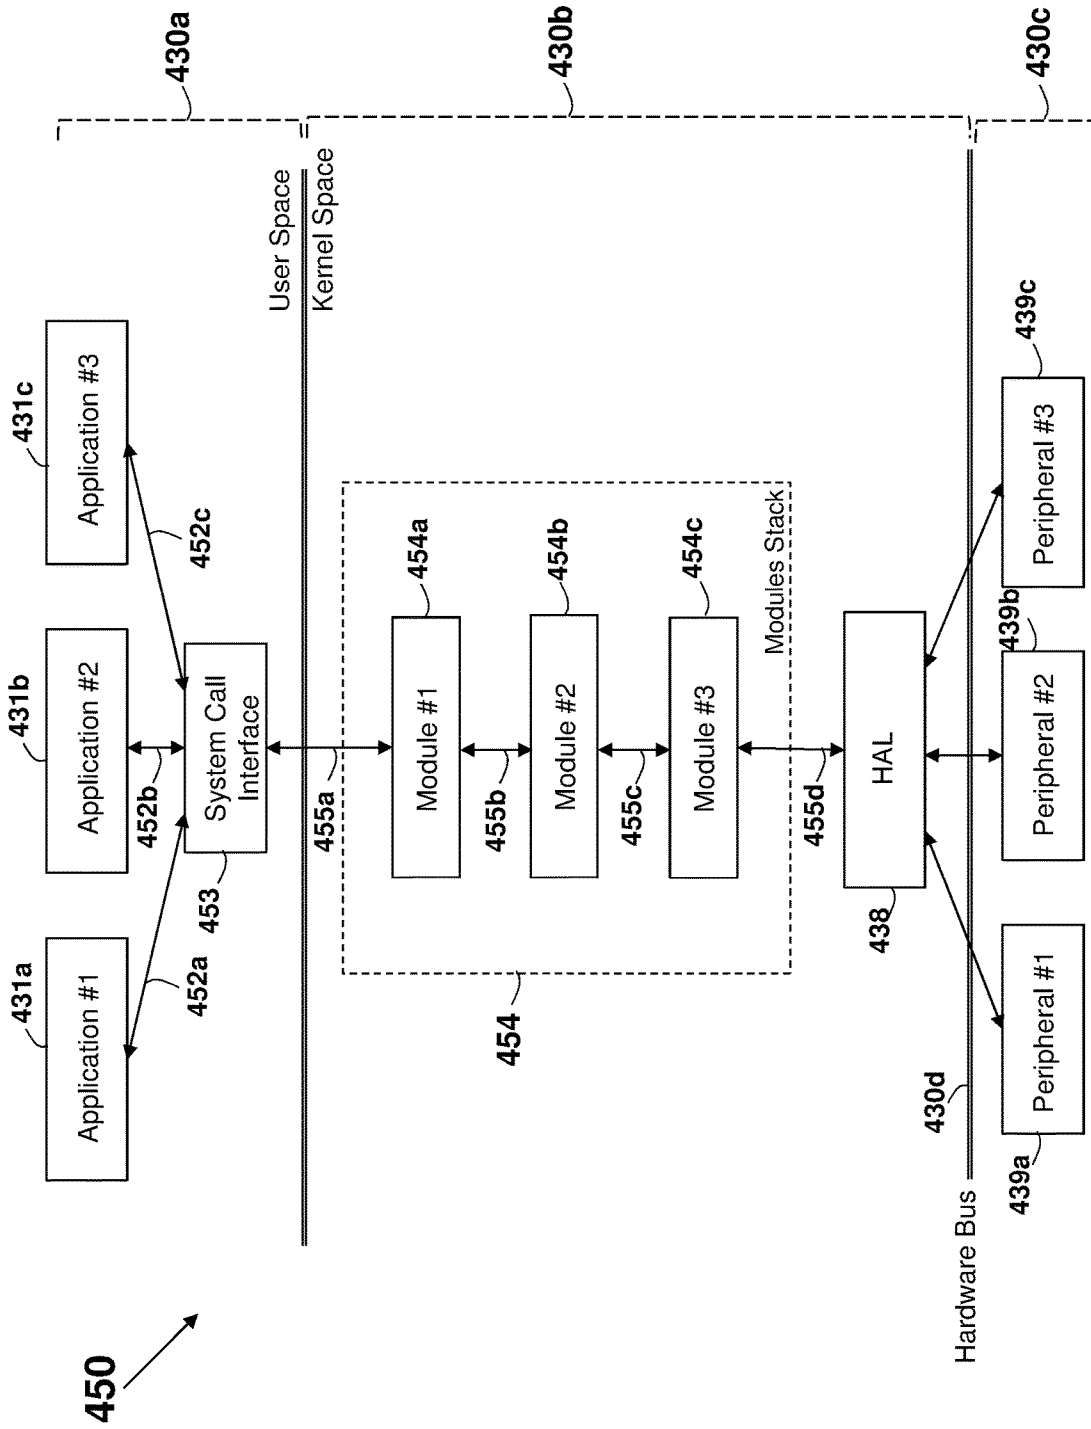 450
430a
430b
430c
431a
Application #1
431b
Application #2
431c
Application #3
452a
452b
452c
453
System Call
Interface
User Space
Kernel Space
455a
454
Module #1
454a
455b
Module #2
454b
455c
Module #3
454c
Modules Stack
455d
438
HAL
Hardware Bus
430d
439a
Peripheral #1
439b
Peripheral #2
439c
Peripheral #3